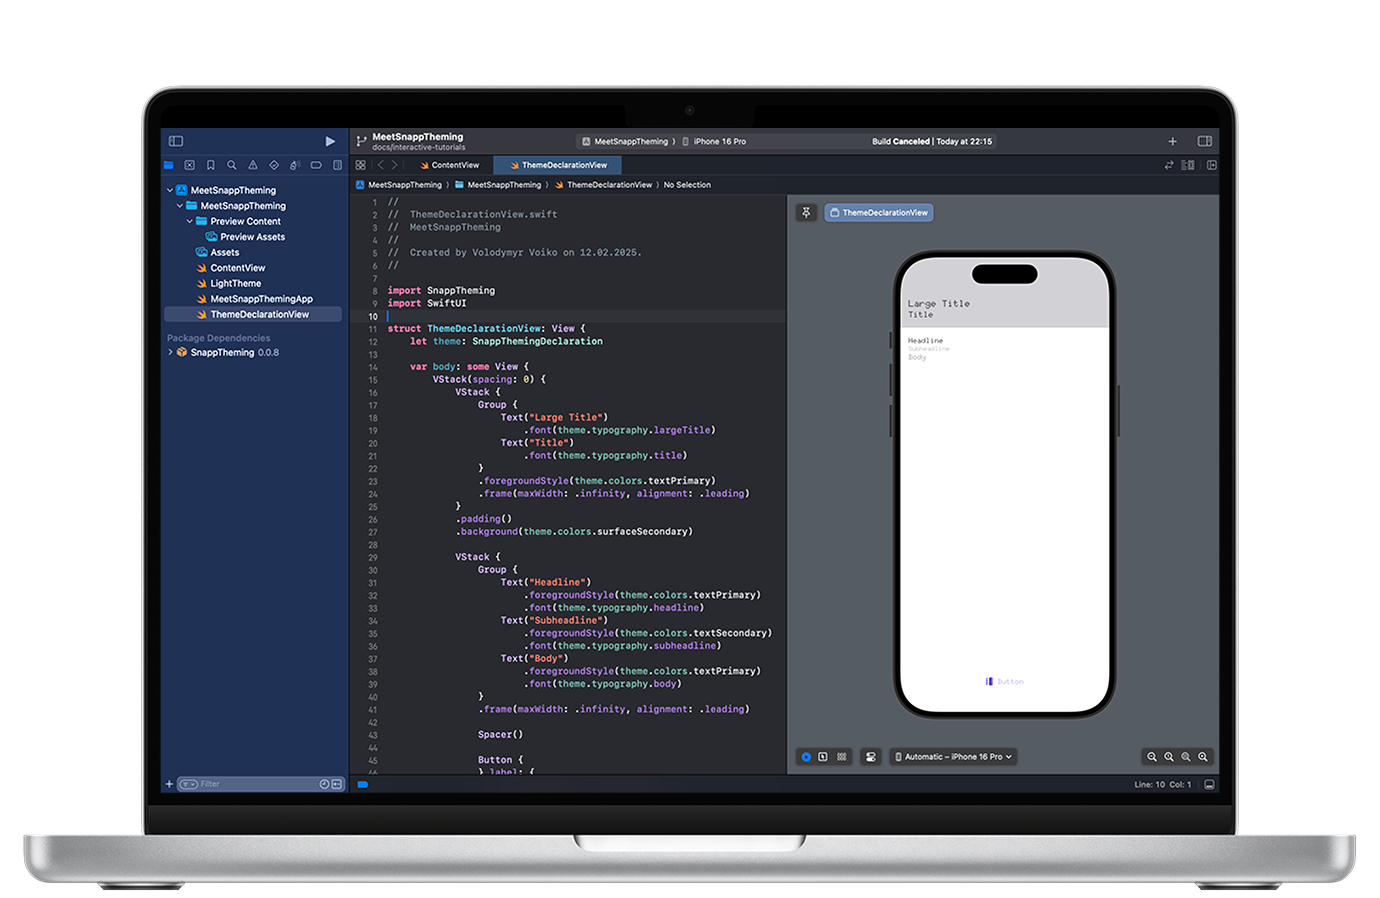 MeetSnappTheming
docs/interactive-tutorials
MeetSnappTheming
iPhone 16 Pro
Build Canceled | Today at 22:15
ContentView
ThemeDeclarationView
MeetSnappTheming
MeetSnappTheming
ThemeDeclarationView
No Selection
MeetSnappTheming
MeetSnappTheming
Preview Content
Preview Assets
Assets
ContentView
LightTheme
MeetSnappThemingApp
ThemeDeclarationView
Package Dependencies
SnappTheming 0.0.8
Filter
1 //
2 //  ThemeDeclarationView.swift
3 //  MeetSnappTheming
4 //
5 //  Created by Volodymyr Voiko on 12.02.2025.
6 //
7
8 import SnappTheming
9 import SwiftUI
10
11 struct ThemeDeclarationView: View {
12     let theme: SnappThemingDeclaration
13
14     var body: some View {
15         VStack(spacing: 0) {
16             VStack {
17                 Group {
18                     Text("Large Title")
19                         .font(theme.typography.largeTitle)
20                     Text("Title")
21                         .font(theme.typography.title)
22                 }
23                 .foregroundStyle(theme.colors.textPrimary)
24                 .frame(maxWidth: .infinity, alignment: .leading)
25             }
26             .padding()
27             .background(theme.colors.surfaceSecondary)
28
29             VStack {
30                 Group {
31                     Text("Headline")
32                         .foregroundStyle(theme.colors.textPrimary)
33                         .font(theme.typography.headline)
34                     Text("Subheadline")
35                         .foregroundStyle(theme.colors.textSecondary)
36                         .font(theme.typography.subheadline)
37                     Text("Body")
38                         .foregroundStyle(theme.colors.textPrimary)
39                         .font(theme.typography.body)
40                 }
41                 .frame(maxWidth: .infinity, alignment: .leading)
42
43                 Spacer()
44
45                 Button {
46                 } label: {
ThemeDeclarationView
Large Title
Title
Headline
Subheadline
Body
Button
Automatic – iPhone 16 Pro
Line: 10 Col: 1